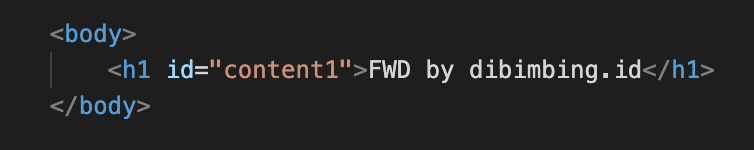 <body>
<h1 id="content1">FWD by dibimbing.id</h1>
</body>